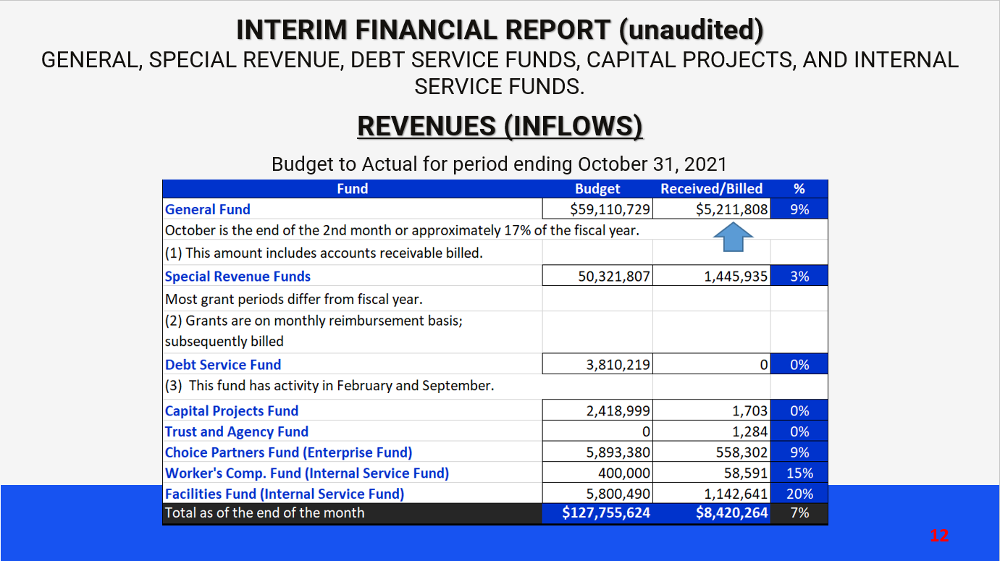 INTERIM FINANCIAL REPORT (unaudited)
GENERAL, SPECIAL REVENUE, DEBT SERVICE FUNDS, CAPITAL PROJECTS, AND INTERNAL
SERVICE FUNDS.
REVENUES (INFLOWS)
Budget to Actual for period ending October 31, 2021
Fund Budget Received/Billed %
General Fund $59,110,729 $5,211,808 9%
October is the end of the 2nd month or approximately 17% of the fiscal year.
(1) This amount includes accounts receivable billed.
Special Revenue Funds 50,321,807 1,445,935 3%
Most grant periods differ from fiscal year.
(2) Grants are on monthly reimbursement basis;
subsequently billed
Debt Service Fund 3,810,219 0 0%
(3)  This fund has activity in February and September.
Capital Projects Fund 2,418,999 1,703 0%
Trust and Agency Fund 0 1,284 0%
Choice Partners Fund (Enterprise Fund) 5,893,380 558,302 9%
Worker's Comp. Fund (Internal Service Fund) 400,000 58,591 15%
Facilities Fund (Internal Service Fund) 5,800,490 1,142,641 20%
Total as of the end of the month $127,755,624 $8,420,264 7%
12